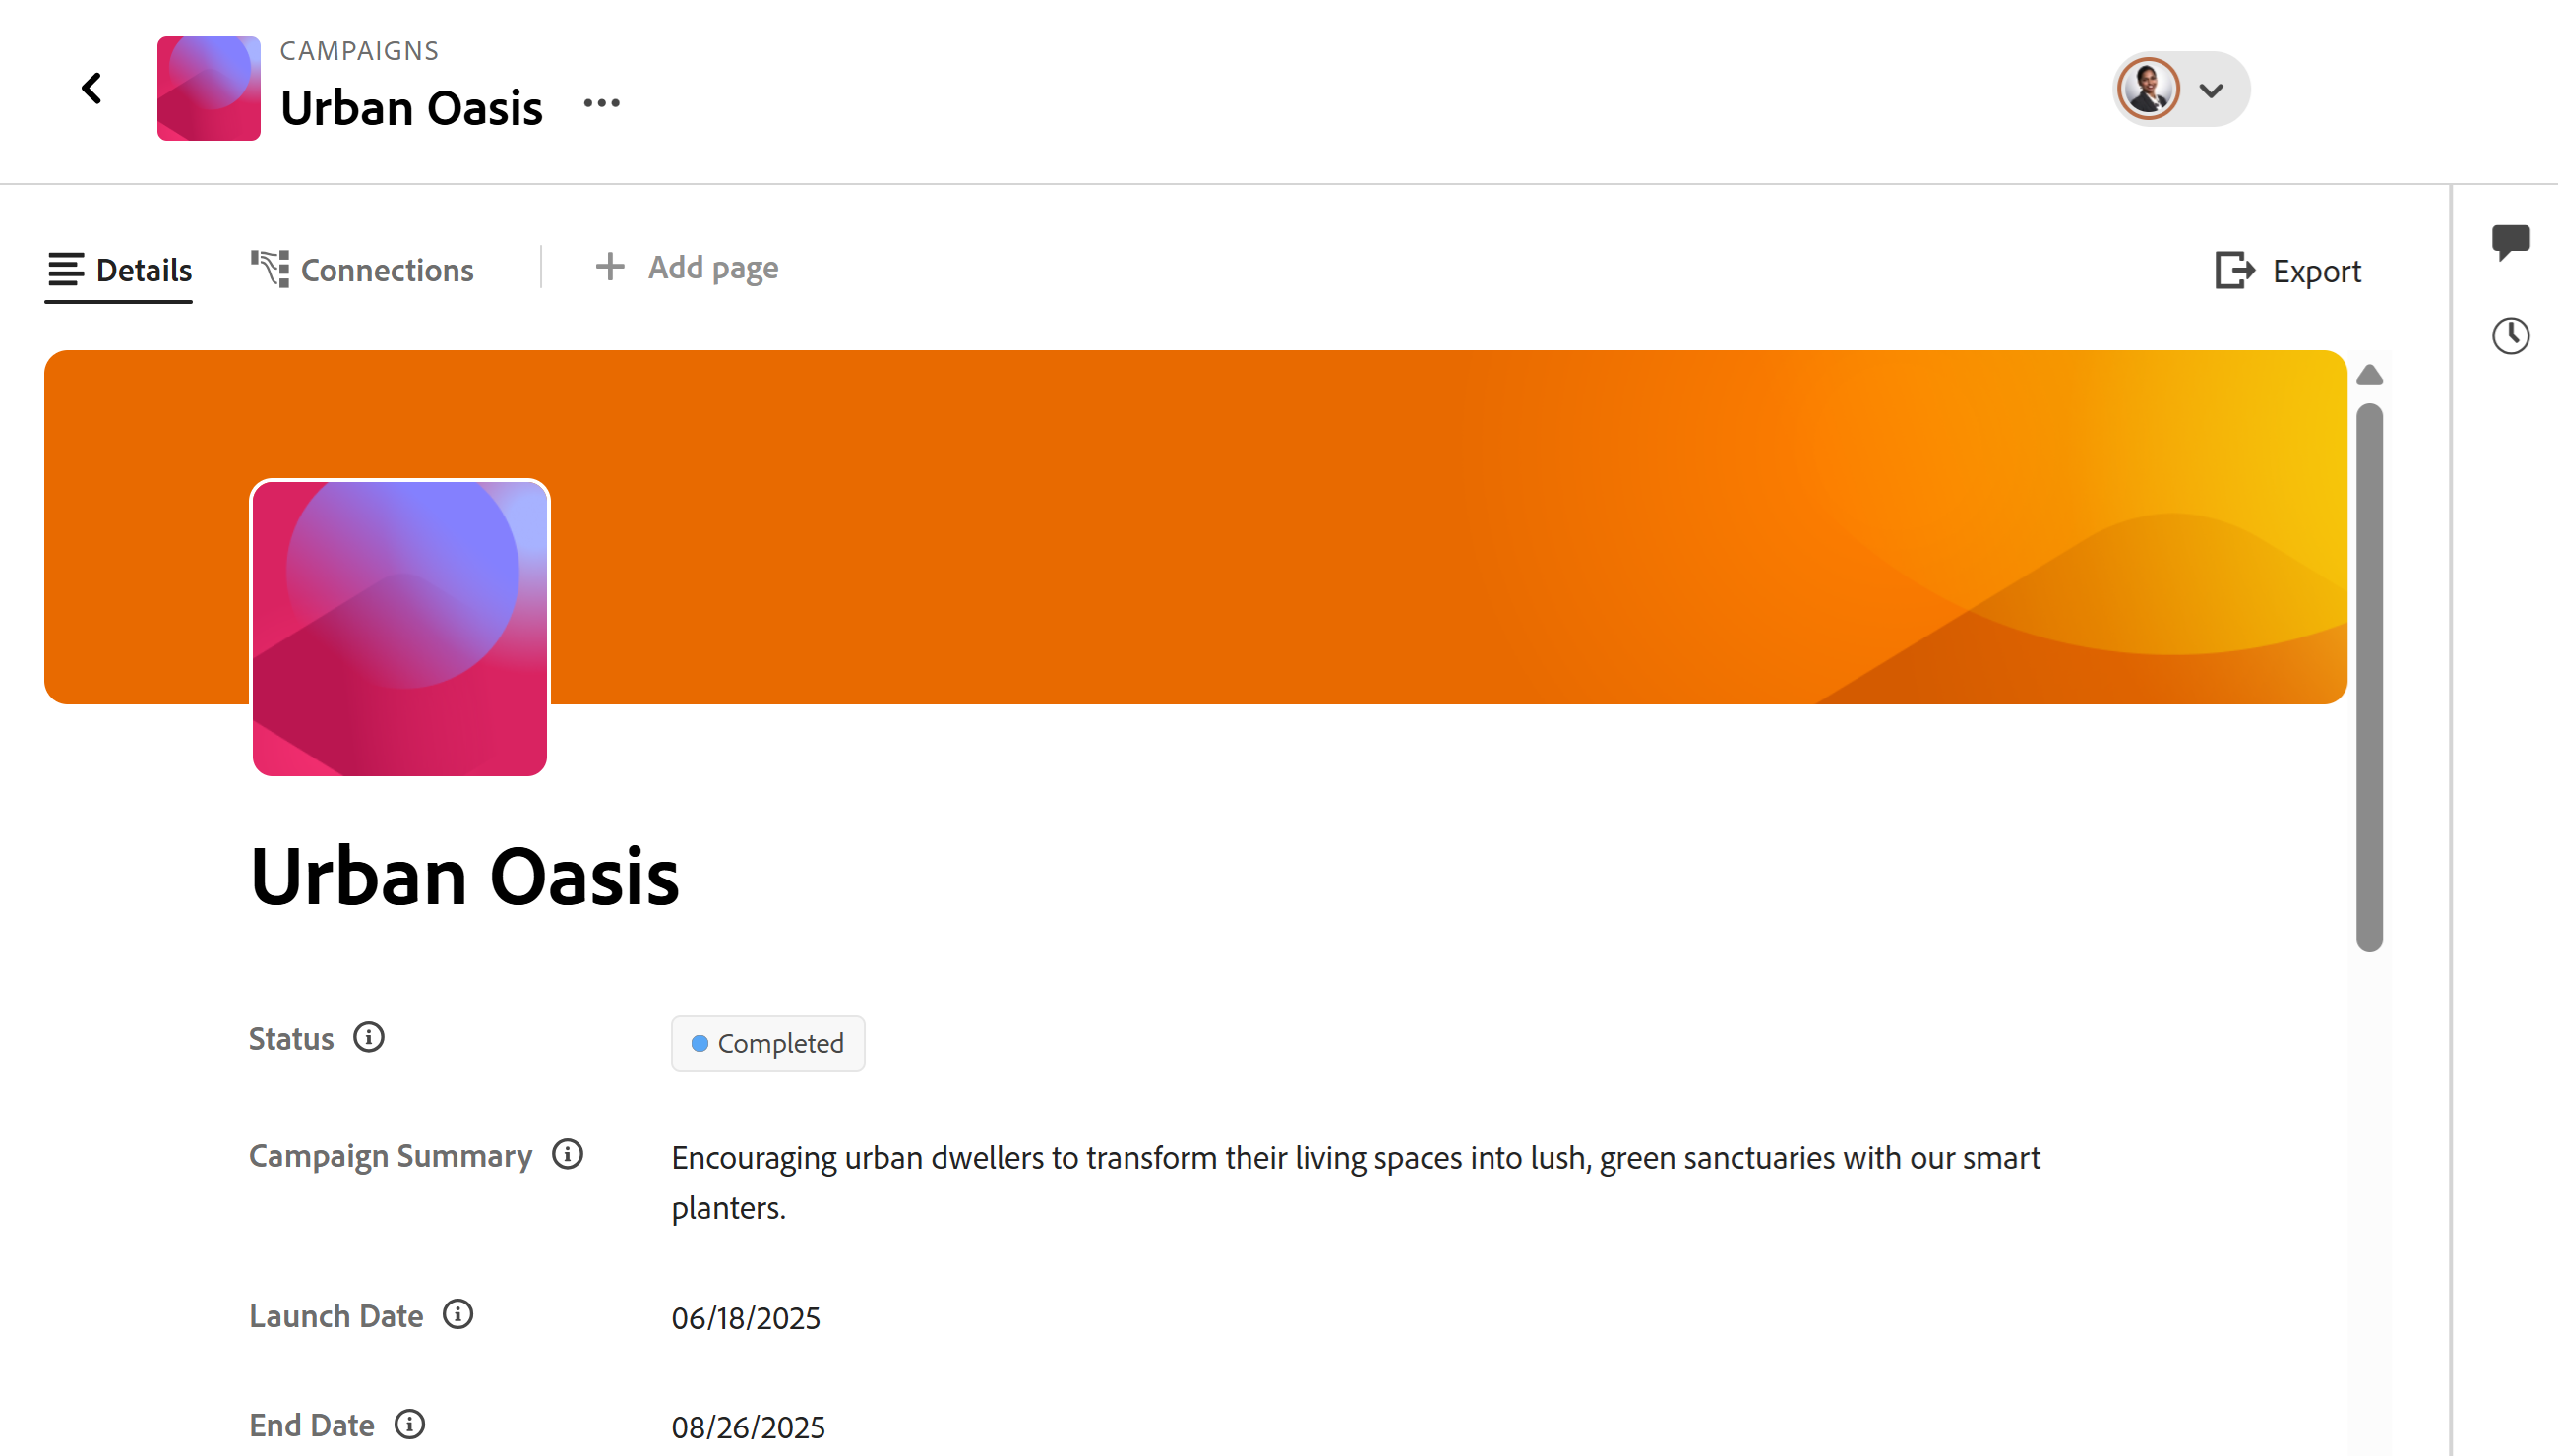 CAMPAIGNS
Urban Oasis
Details
Connections
Add page
Export
Urban Oasis
Status
Completed
Campaign Summary
Encouraging urban dwellers to transform their living spaces into lush, green sanctuaries with our smart
planters.
Launch Date
06/18/2025
End Date
08/26/2025